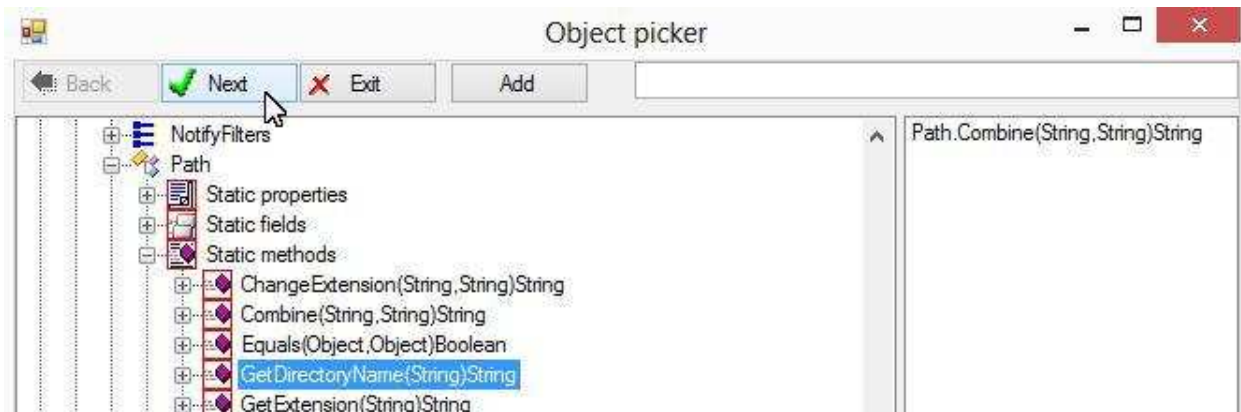 Object picker
Back Next Exit Add
NotifyFilters
Path
Static properties
Static fields
Static methods
ChangeExtension(String,String)String
Combine(String,String)String
Equals(Object,Object)Boolean
GetDirectoryName(String)String
GetExtension(String)String
Path.Combine(String,String)String